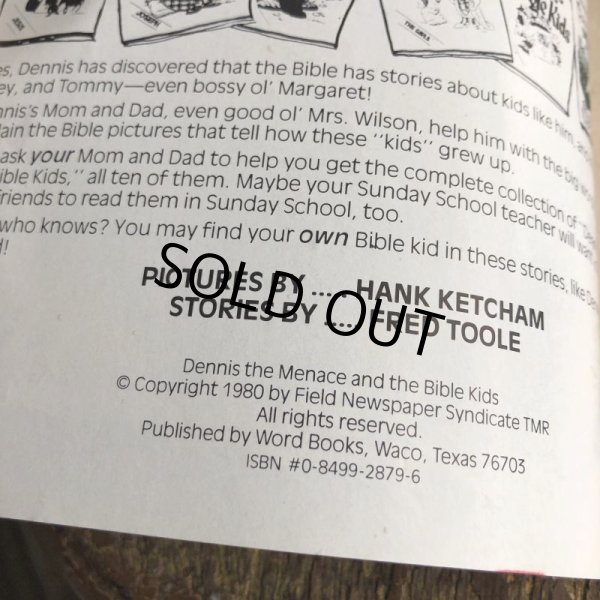 es, Dennis has discovered that the Bible has stories about kids like him, and
ey, and Tommy—even bossy ol' Margaret!
nnis's Mom and Dad, even good ol' Mrs. Wilson, help him with the big w
lain the Bible pictures that tell how these "kids" grew up.
ask your Mom and Dad to help you get the complete collection of
ible Kids," all ten of them. Maybe your Sunday School teacher will want
friends to read them in Sunday School, too.
who knows? You may find your own Bible kid in these stories, like De
d!
PICTURES BY .... HANK KETCHAM
STORIES BY .... FRED TOOLE
SOLD OUT
Dennis the Menace and the Bible Kids
© Copyright 1980 by Field Newspaper Syndicate TMR
All rights reserved.
Published by Word Books, Waco, Texas 76703
ISBN #0-8499-2879-6